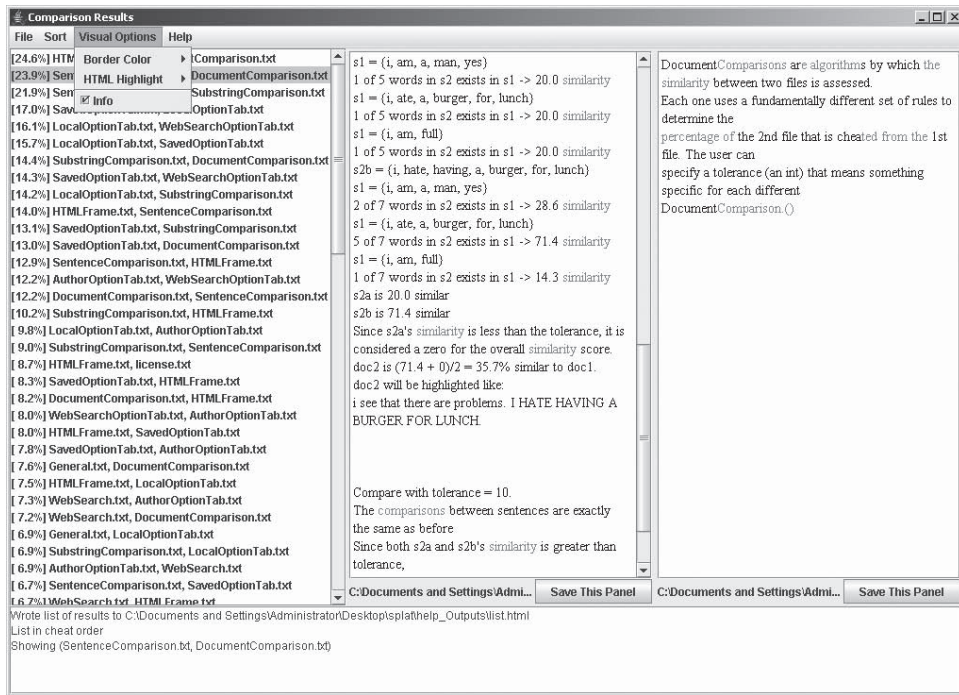 Comparison Results
File Sort Visual Options Help
Border Color
HTML Highlight
Info
[24.6%] HTM tComparison.txt
[23.9%] Sen DocumentComparison.txt
[21.9%] Sen SubstringComparison.txt
[17.0%] Sav OptionTab.txt
[16.1%] LocalOptionTab.txt, WebSearchOptionTab.txt
[15.7%] LocalOptionTab.txt, SavedOptionTab.txt
[14.4%] SubstringComparison.txt, DocumentComparison.txt
[14.3%] SavedOptionTab.txt, WebSearchOptionTab.txt
[14.2%] LocalOptionTab.txt, SubstringComparison.txt
[14.0%] HTMLFrame.txt, SentenceComparison.txt
[13.1%] SavedOptionTab.txt, SubstringComparison.txt
[13.0%] SavedOptionTab.txt, DocumentComparison.txt
[12.9%] SentenceComparison.txt, HTMLFrame.txt
[12.2%] AuthorOptionTab.txt, WebSearchOptionTab.txt
[12.2%] DocumentComparison.txt, SentenceComparison.txt
[10.2%] SubstringComparison.txt, HTMLFrame.txt
[ 9.8%] LocalOptionTab.txt, AuthorOptionTab.txt
[ 9.0%] SubstringComparison.txt, SentenceComparison.txt
[ 8.7%] HTMLFrame.txt, license.txt
[ 8.3%] SavedOptionTab.txt, HTMLFrame.txt
[ 8.2%] DocumentComparison.txt, HTMLFrame.txt
[ 8.0%] WebSearchOptionTab.txt, AuthorOptionTab.txt
[ 8.0%] HTMLFrame.txt, SavedOptionTab.txt
[ 7.8%] SavedOptionTab.txt, AuthorOptionTab.txt
[ 7.6%] General.txt, DocumentComparison.txt
[ 7.5%] HTMLFrame.txt, LocalOptionTab.txt
[ 7.3%] WebSearch.txt, AuthorOptionTab.txt
[ 7.2%] WebSearch.txt, DocumentComparison.txt
[ 6.9%] General.txt, LocalOptionTab.txt
[ 6.9%] SubstringComparison.txt, LocalOptionTab.txt
[ 6.9%] AuthorOptionTab.txt, WebSearch.txt
[ 6.7%] SentenceComparison.txt, SavedOptionTab.txt
[ 6.7%] WebSearch.txt, HTMLFrame.txt
s1 = {i, am, a, man, yes}
1 of 5 words in s2 exists in s1 -> 20.0 similarity
s1 = {i, ate, a, burger, for, lunch}
1 of 5 words in s2 exists in s1 -> 20.0 similarity
s1 = {i, am, full}
1 of 5 words in s2 exists in s1 -> 20.0 similarity
s2b = {i, hate, having, a, burger, for, lunch}
s1 = {i, am, a, man, yes}
2 of 7 words in s2 exists in s1 -> 28.6 similarity
s1 = {i, ate, a, burger, for, lunch}
5 of 7 words in s2 exists in s1 -> 71.4 similarity
s1 = {i, am, full}
1 of 7 words in s2 exists in s1 -> 14.3 similarity
s2a is 20.0 similar
s2b is 71.4 similar
Since s2a's similarity is less than the tolerance, it is
considered a zero for the overall similarity score.
doc2 is (71.4 + 0)/2 = 35.7% similar to doc1.
doc2 will be highlighted like:
i see that there are problems. I HATE HAVING A
BURGER FOR LUNCH.
Compare with tolerance = 10.
The comparisons between sentences are exactly
the same as before
Since both s2a and s2b's similarity is greater than
tolerance,
C:\Documents and Settings\Admi... Save This Panel
DocumentComparisons are algorithms by which the
similarity between two files is assessed.
Each one uses a fundamentally different set of rules to
determine the
percentage of the 2nd file that is cheated from the 1st
file. The user can
specify a tolerance (an int) that means something
specific for each different
DocumentComparison.()
C:\Documents and Settings\Admi... Save This Panel
Wrote list of results to C:\Documents and Settings\Administrator\Desktop\splat\help_Outputs\list.html
List in cheat order
Showing (SentenceComparison.txt, DocumentComparison.txt)